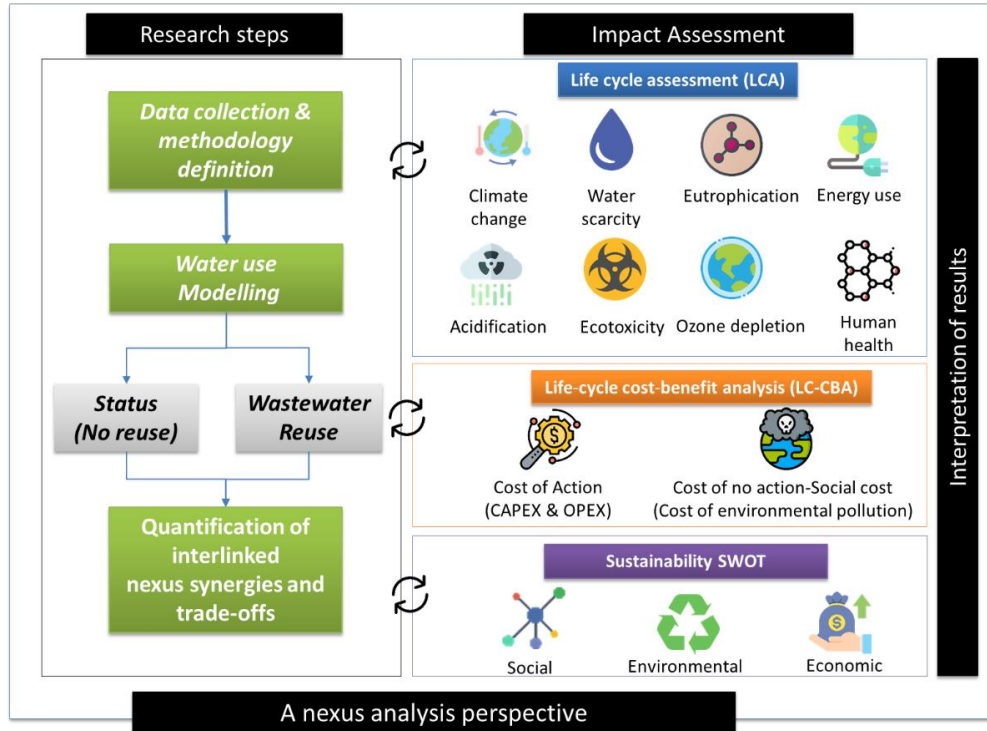 Research steps
Impact Assessment
Data collection &
methodology
definition
Water use
Modelling
Status
(No reuse)
Wastewater
Reuse
Quantification of
interlinked
nexus synergies and
trade-offs
Life cycle assessment (LCA)
Climate
change
Water
scarcity
Eutrophication
Energy use
Acidification
Ecotoxicity
Ozone depletion
Human
health
Life-cycle cost-benefit analysis (LC-CBA)
Cost of Action
(CAPEX & OPEX)
Cost of no action-Social cost
(Cost of environmental pollution)
Sustainability SWOT
Social
Environmental
Economic
Interpretation of results
A nexus analysis perspective